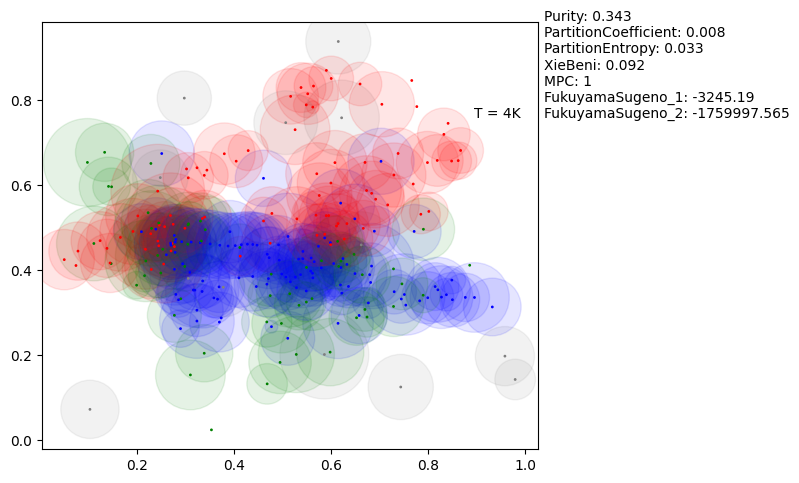 Purity: 0.343
PartitionCoefficient: 0.008
PartitionEntropy: 0.033
XieBeni: 0.092
MPC: 1
FukuyamaSugeno_1: -3245.19
FukuyamaSugeno_2: -1759997.565
T = 4K
0.8
0.6
0.4
0.2
0.0
0.2 0.4 0.6 0.8 1.0